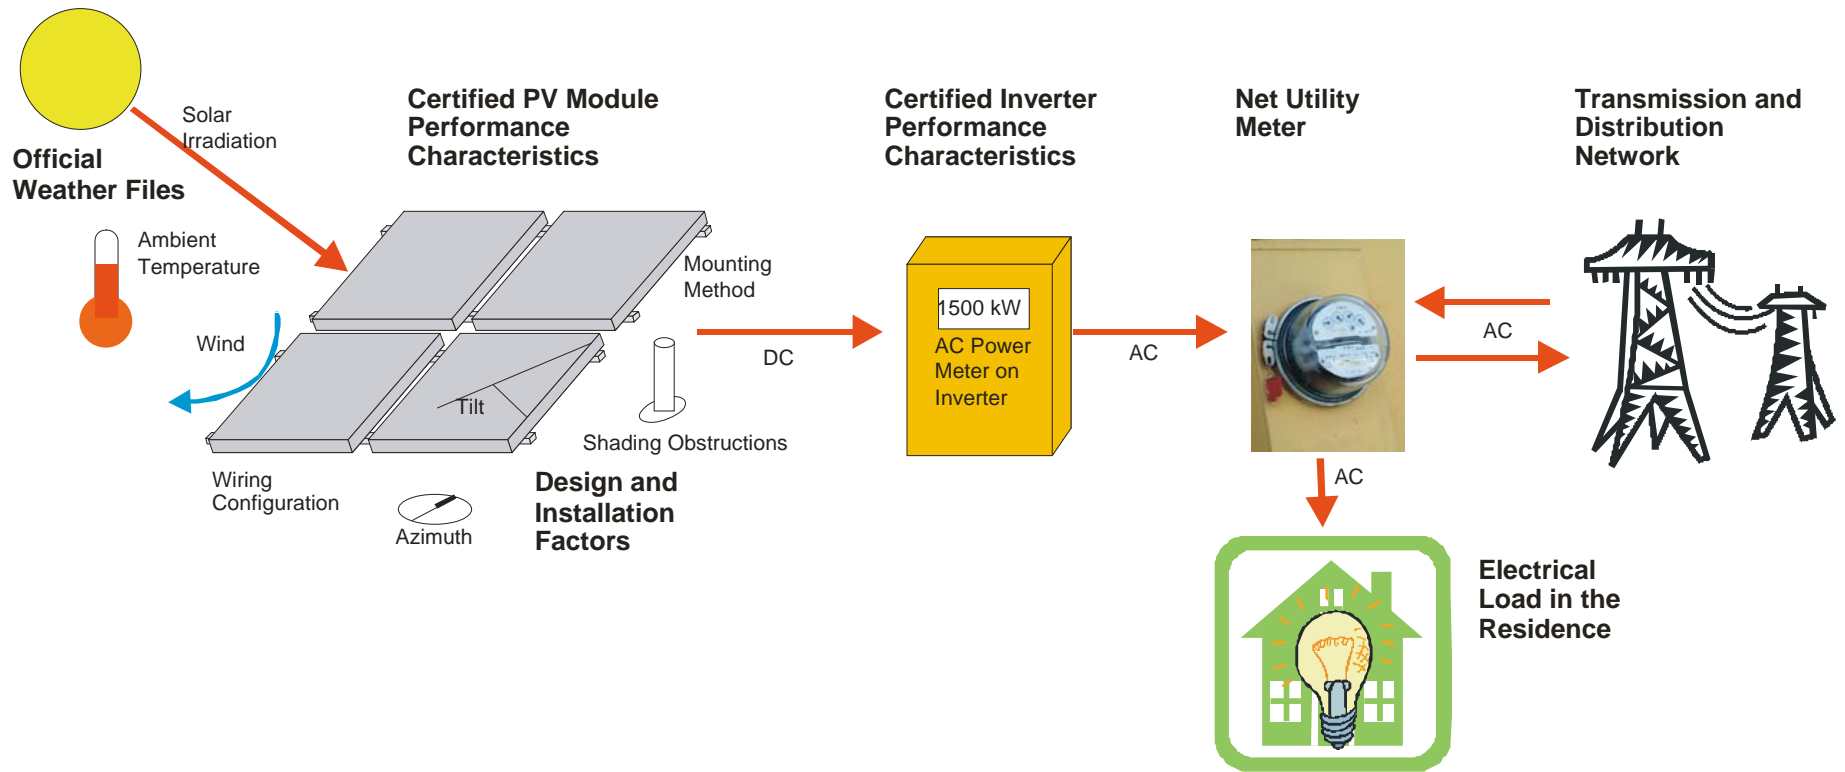 Solar
Irradiation
Official
Weather Files
Ambient
Temperature
Wind
Certified PV Module
Performance
Characteristics
Mounting
Method
Tilt
Shading Obstructions
Wiring
Configuration
Azimuth
Design and
Installation
Factors
DC
Certified Inverter
Performance
Characteristics
1500 kW
AC Power
Meter on
Inverter
AC
Net Utility
Meter
AC
Transmission and
Distribution
Network
AC
Electrical
Load in the
Residence